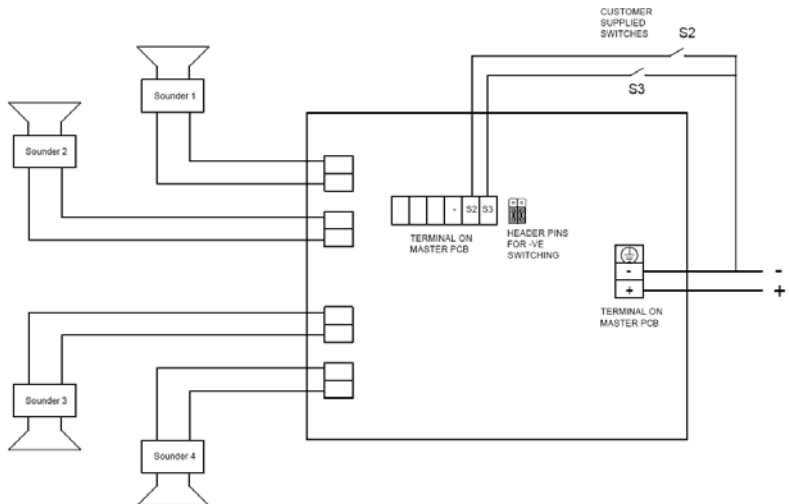 CUSTOMER
SUPPLIED
SWITCHES
S2
S3
Sounder 1
Sounder 2
- S2 S3
TERMINAL ON
MASTER PCB
HEADER PINS
FOR -VE
SWITCHING
-
+
-
+
TERMINAL ON
MASTER PCB
Sounder 3
Sounder 4